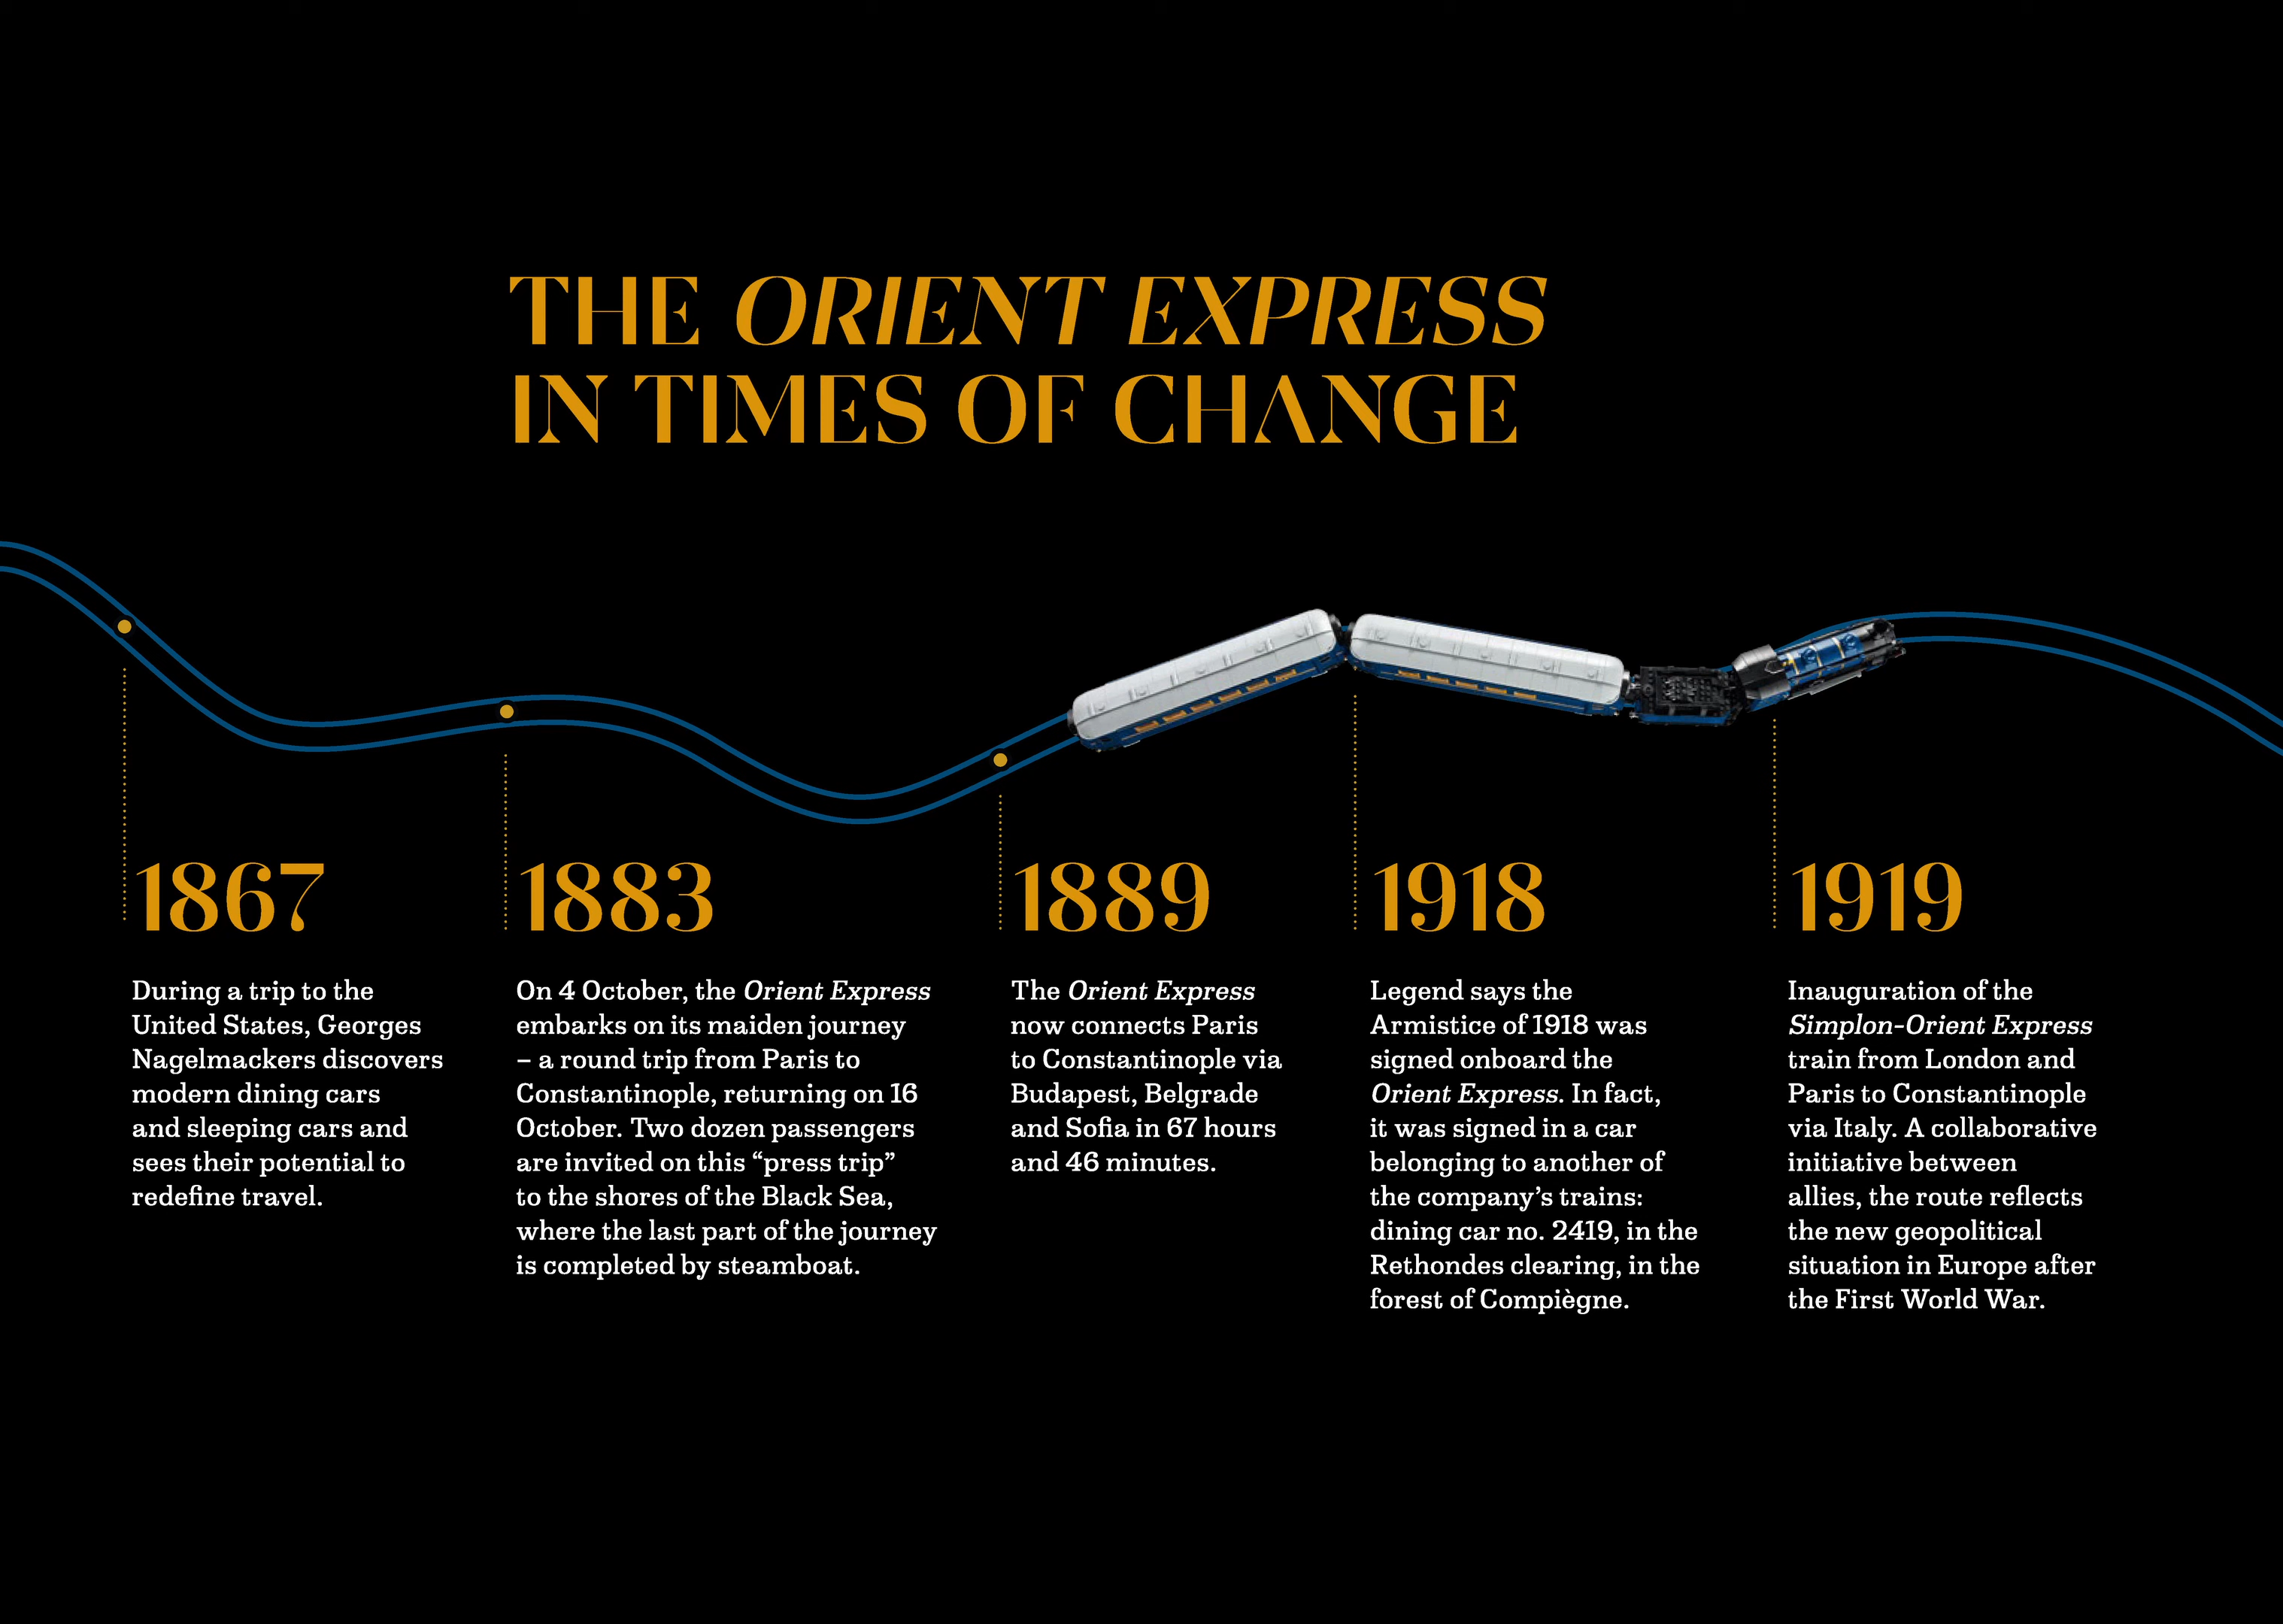 THE ORIENT EXPRESS
IN TIMES OF CHANGE
1867
During a trip to the
United States, Georges
Nagelmackers discovers
modern dining cars
and sleeping cars and
sees their potential to
redefine travel.
1883
On 4 October, the Orient Express
embarks on its maiden journey
– a round trip from Paris to
Constantinople, returning on 16
October. Two dozen passengers
are invited on this “press trip”
to the shores of the Black Sea,
where the last part of the journey
is completed by steamboat.
1889
The Orient Express
now connects Paris
to Constantinople via
Budapest, Belgrade
and Sofia in 67 hours
and 46 minutes.
1918
Legend says the
Armistice of 1918 was
signed onboard the
Orient Express. In fact,
it was signed in a car
belonging to another of
the company’s trains:
dining car no. 2419, in the
Rethondes clearing, in the
forest of Compiègne.
1919
Inauguration of the
Simplon-Orient Express
train from London and
Paris to Constantinople
via Italy. A collaborative
initiative between
allies, the route reflects
the new geopolitical
situation in Europe after
the First World War.